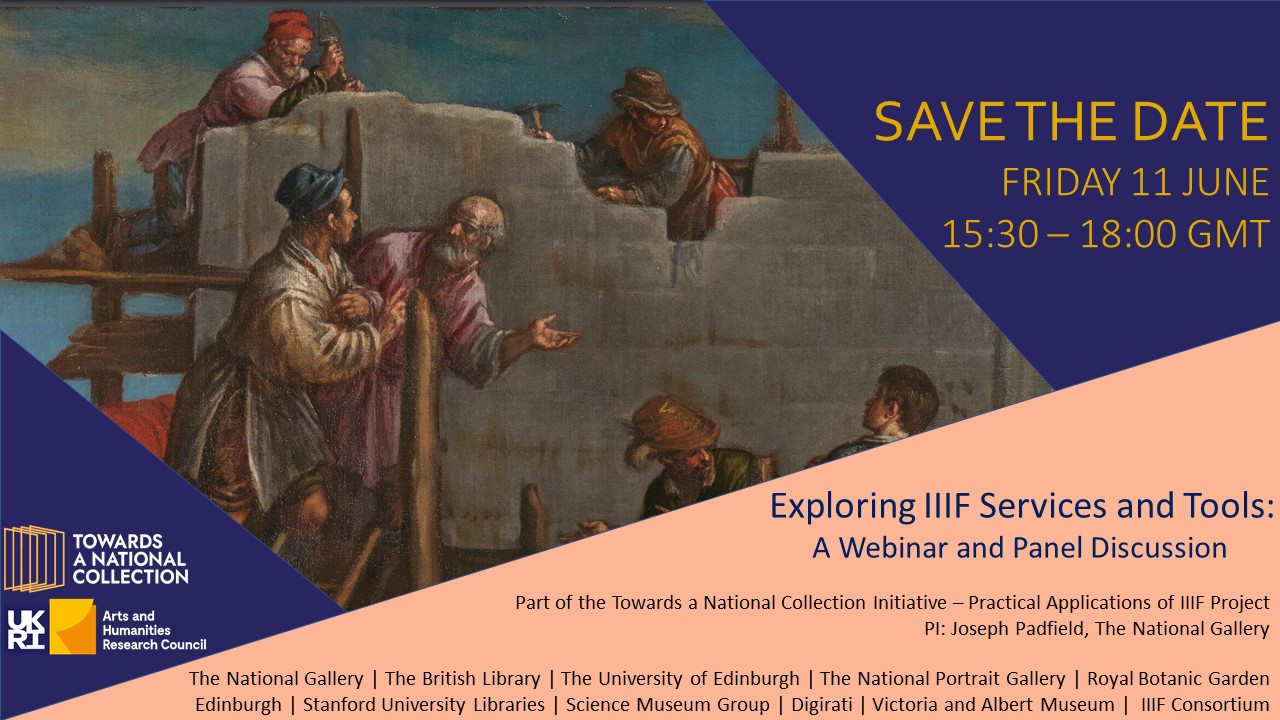 SAVE THE DATE
FRIDAY 11 JUNE
15:30 – 18:00 GMT
Exploring IIIF Services and Tools:
A Webinar and Panel Discussion
TOWARDS
A NATIONAL
COLLECTION
UK
RI
Arts and
Humanities
Research Council
Part of the Towards a National Collection Initiative – Practical Applications of IIIF Project
PI: Joseph Padfield, The National Gallery
The National Gallery | The British Library | The University of Edinburgh | The National Portrait Gallery | Royal Botanic Garden
Edinburgh | Stanford University Libraries | Science Museum Group | Digirati | Victoria and Albert Museum | IIIF Consortium